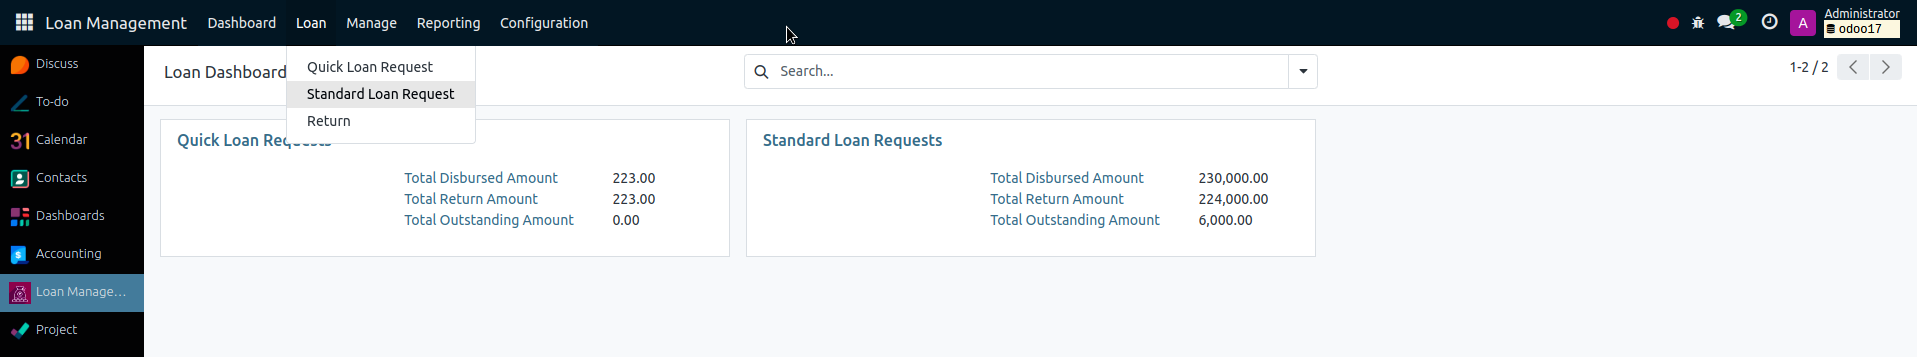 Loan Management Dashboard Loan Manage Reporting Configuration 2 A Administrator
odoo17
Discuss
To-do
31 Calendar
Contacts
Dashboards
Accounting
Loan Manage...
Project
Loan Dashboard
Search...
1-2 / 2
Quick Loan Request
Standard Loan Request
Return
Quick Loan Requests
Total Disbursed Amount 223.00
Total Return Amount 223.00
Total Outstanding Amount 0.00
Standard Loan Requests
Total Disbursed Amount 230,000.00
Total Return Amount 224,000.00
Total Outstanding Amount 6,000.00